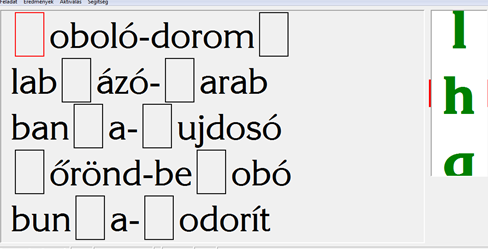 Feladat Eredmények Aktiválás Segítség
oboló-dorom
lab ázó- arab
ban a- ujdosó
őrönd-be obó
bun a- odorít
l
h
g